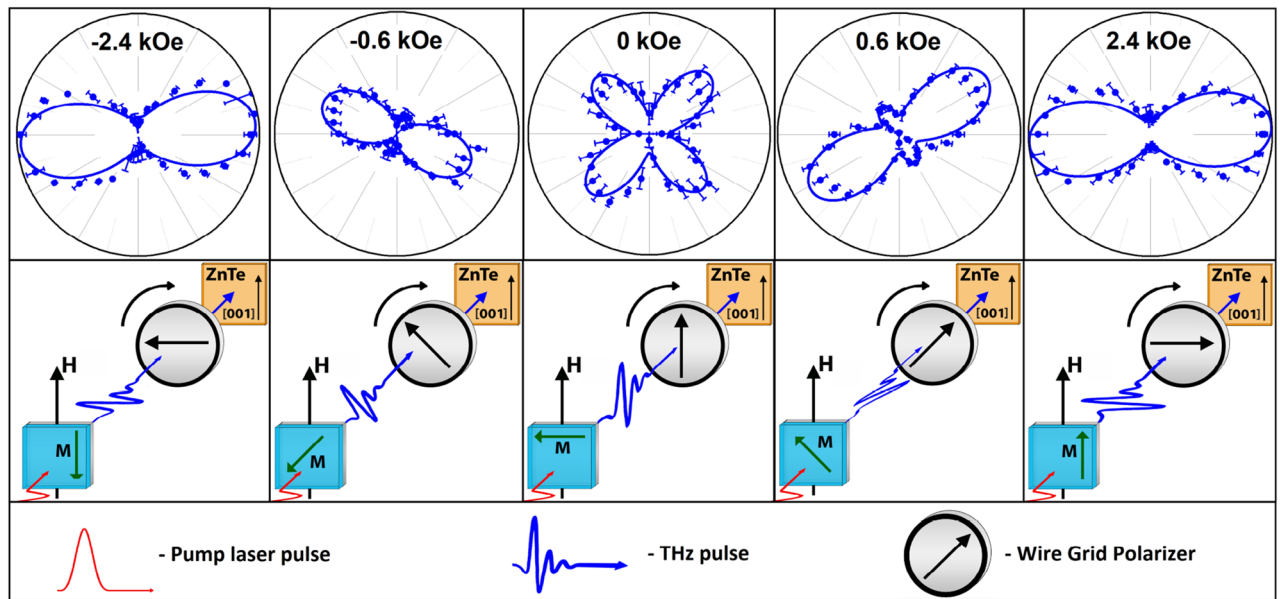 -2.4 kOe
-0.6 kOe
0 kOe
0.6 kOe
2.4 kOe
ZnTe
[001]
H
M
ZnTe
[001]
H
M
ZnTe
[001]
H
M
ZnTe
[001]
H
M
ZnTe
[001]
H
M
- Pump laser pulse
- THz pulse
- Wire Grid Polarizer